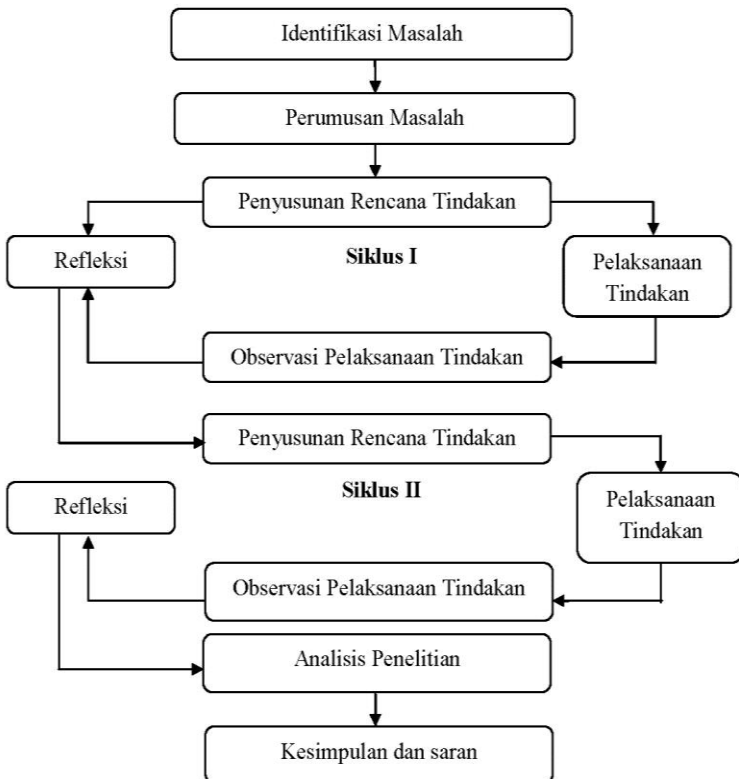 Identifikasi Masalah
Perumusan Masalah
Penyusunan Rencana Tindakan
Refleksi
Siklus I
Pelaksanaan
Tindakan
Observasi Pelaksanaan Tindakan
Penyusunan Rencana Tindakan
Refleksi
Siklus II
Pelaksanaan
Tindakan
Observasi Pelaksanaan Tindakan
Analisis Penelitian
Kesimpulan dan saran